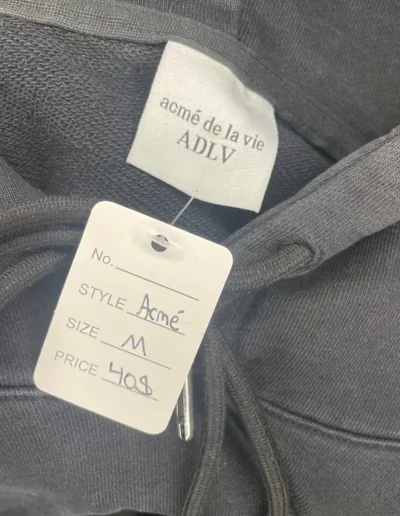 acmé de la vie
ADLV
No.
STYLE Acmé
SIZE M
PRICE 40$